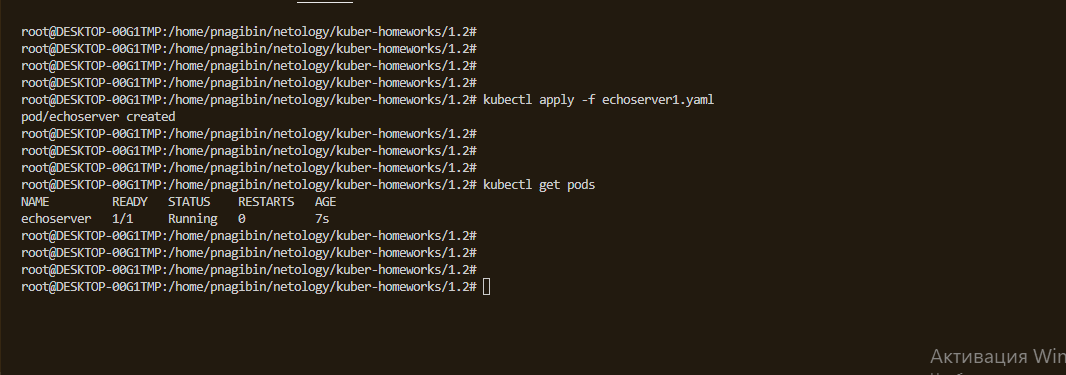 root@DESKTOP-00G1TMP:/home/pnagibin/netology/kuber-homeworks/1.2#
root@DESKTOP-00G1TMP:/home/pnagibin/netology/kuber-homeworks/1.2#
root@DESKTOP-00G1TMP:/home/pnagibin/netology/kuber-homeworks/1.2#
root@DESKTOP-00G1TMP:/home/pnagibin/netology/kuber-homeworks/1.2#
root@DESKTOP-00G1TMP:/home/pnagibin/netology/kuber-homeworks/1.2# kubectl apply -f echoserver1.yaml
pod/echoserver created
root@DESKTOP-00G1TMP:/home/pnagibin/netology/kuber-homeworks/1.2#
root@DESKTOP-00G1TMP:/home/pnagibin/netology/kuber-homeworks/1.2#
root@DESKTOP-00G1TMP:/home/pnagibin/netology/kuber-homeworks/1.2#
root@DESKTOP-00G1TMP:/home/pnagibin/netology/kuber-homeworks/1.2# kubectl get pods
NAME READY STATUS RESTARTS AGE
echoserver 1/1 Running 0 7s
root@DESKTOP-00G1TMP:/home/pnagibin/netology/kuber-homeworks/1.2#
root@DESKTOP-00G1TMP:/home/pnagibin/netology/kuber-homeworks/1.2#
root@DESKTOP-00G1TMP:/home/pnagibin/netology/kuber-homeworks/1.2#
root@DESKTOP-00G1TMP:/home/pnagibin/netology/kuber-homeworks/1.2#
Активация Win